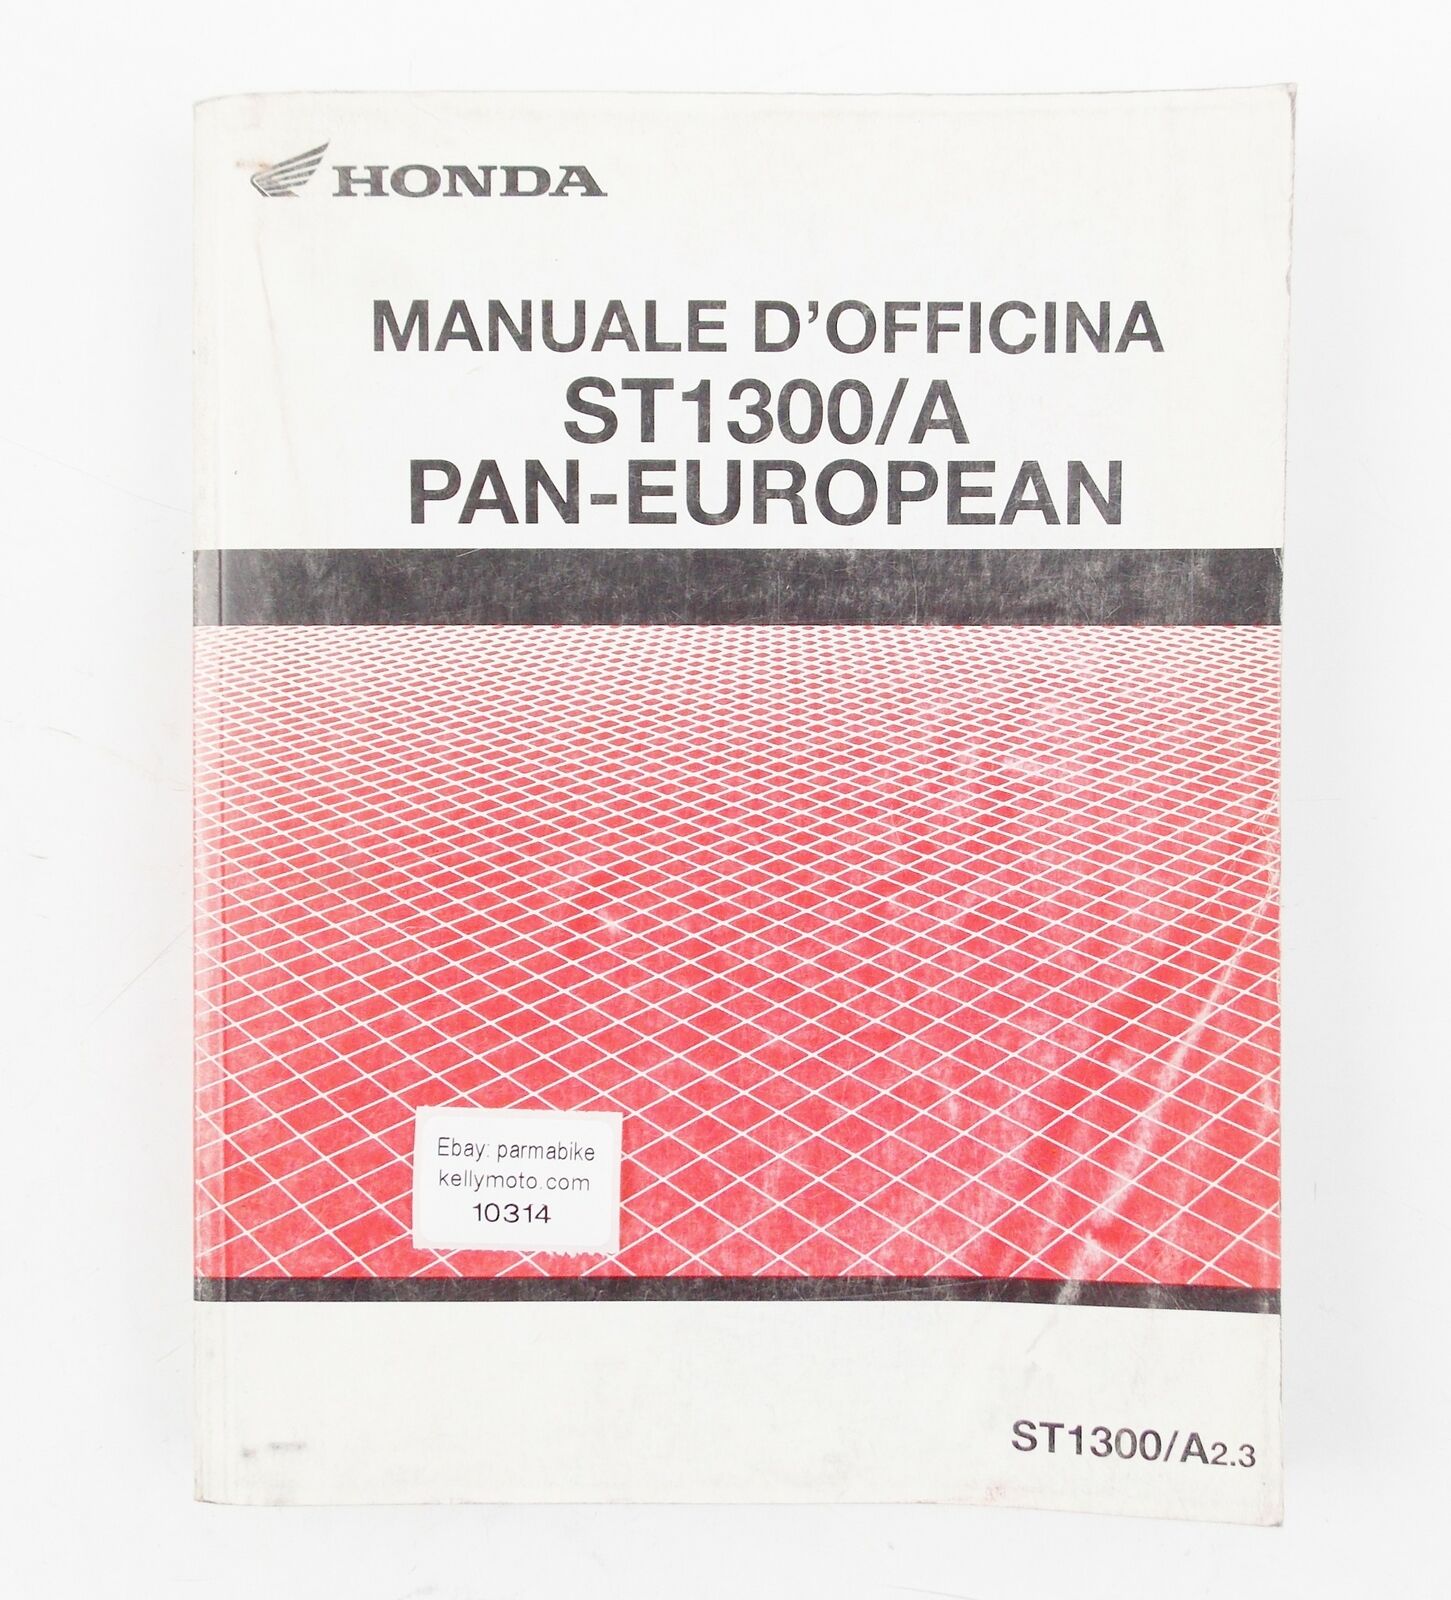 HONDA
MANUALE D'OFFICINA
ST1300/A
PAN-EUROPEAN
Ebay: parmabike
kellymoto.com
10314
ST1300/A2.3